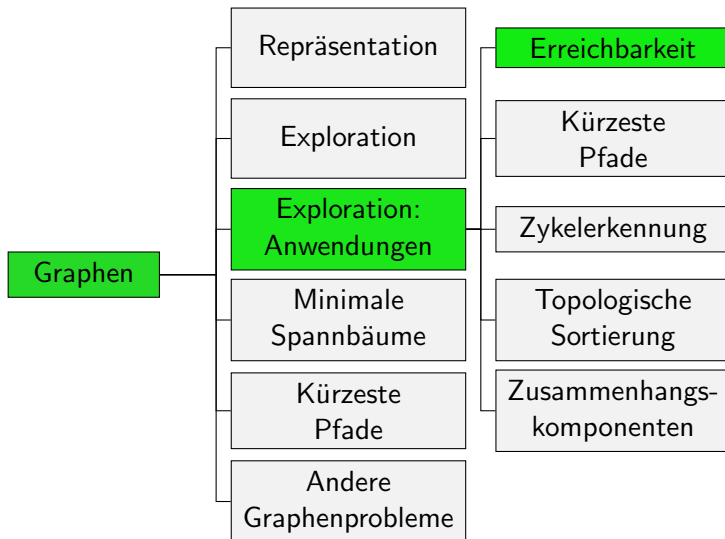 Graphen
Repräsentation
Exploration
Exploration:
Anwendungen
Minimale
Spannbäume
Kürzeste
Pfade
Andere
Graphenprobleme
Erreichbarkeit
Kürzeste
Pfade
Zykelerkennung
Topologische
Sortierung
Zusammenhangs-
komponenten